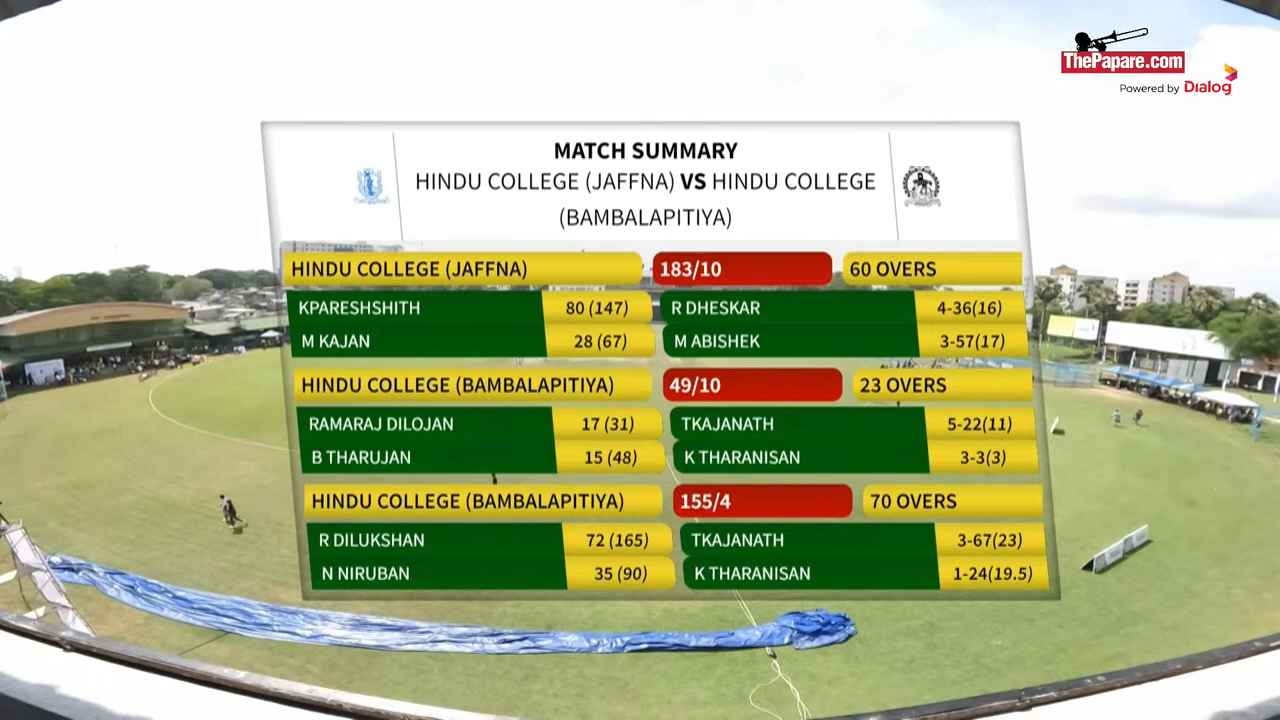 ThePapare.com
Powered by Dialog
MATCH SUMMARY
HINDU COLLEGE (JAFFNA) VS HINDU COLLEGE
(BAMBALAPITIYA)
HINDU COLLEGE (JAFFNA) 183/10 60 OVERS
KPARESHSHITH 80 (147) R DHESKAR 4-36(16)
M KAJAN 28 (67) M ABISHEK 3-57(17)
HINDU COLLEGE (BAMBALAPITIYA) 49/10 23 OVERS
RAMARAJ DILOJAN 17 (31) TKAJANATH 5-22(11)
B THARUJAN 15 (48) K THARANISAN 3-3(3)
HINDU COLLEGE (BAMBALAPITIYA) 155/4 70 OVERS
R DILUKSHAN 72 (165) TKAJANATH 3-67(23)
N NIRUBAN 35 (90) K THARANISAN 1-24(19.5)